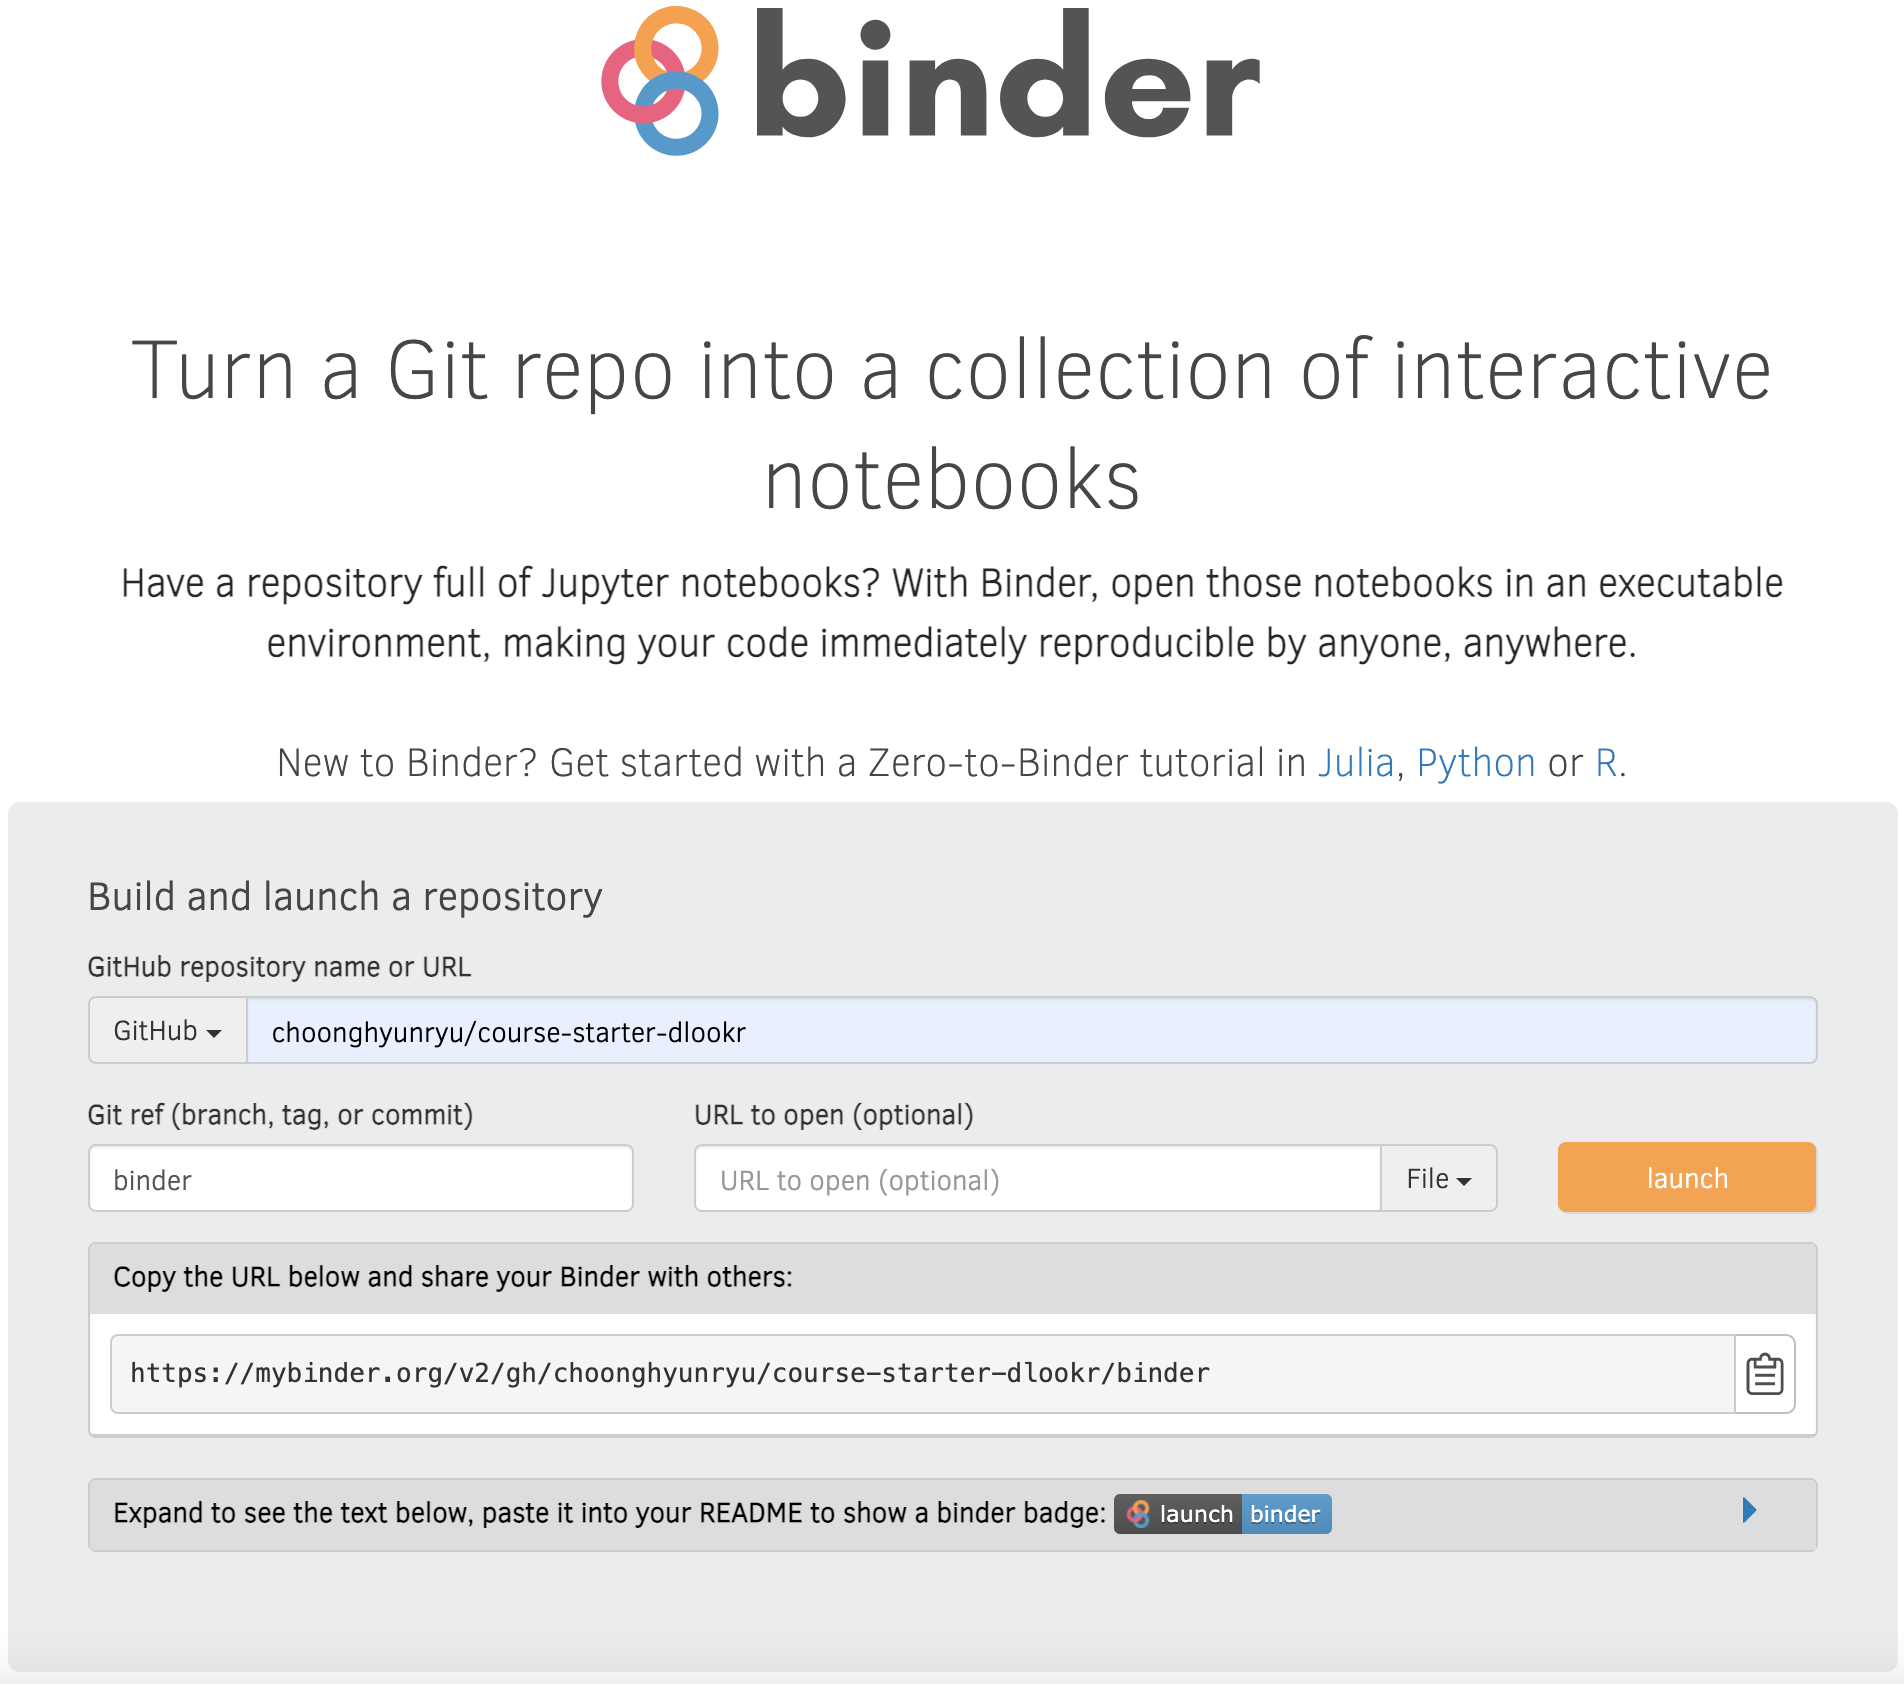 binder
Turn a Git repo into a collection of interactive
notebooks
Have a repository full of Jupyter notebooks? With Binder, open those notebooks in an executable
environment, making your code immediately reproducible by anyone, anywhere.
New to Binder? Get started with a Zero-to-Binder tutorial in Julia, Python or R.
Build and launch a repository
GitHub repository name or URL
GitHub choonghyunryu/course-starter-dlookr
Git ref (branch, tag, or commit) URL to open (optional)
binder URL to open (optional) File launch
Copy the URL below and share your Binder with others:
https://mybinder.org/v2/gh/choonghyunryu/course-starter-dlookr/binder
Expand to see the text below, paste it into your README to show a binder badge: launch binder